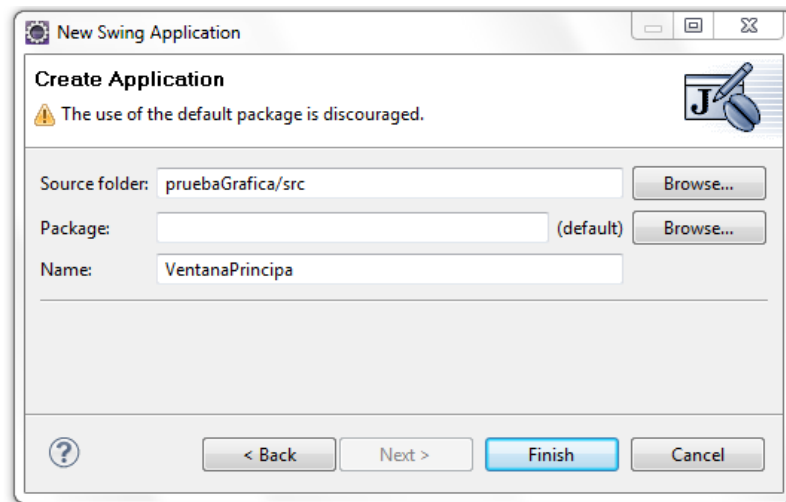 New Swing Application
Create Application
The use of the default package is discouraged.
Source folder: pruebaGrafica/src Browse...
Package: (default) Browse...
Name: VentanaPrincipa
? < Back Next > Finish Cancel